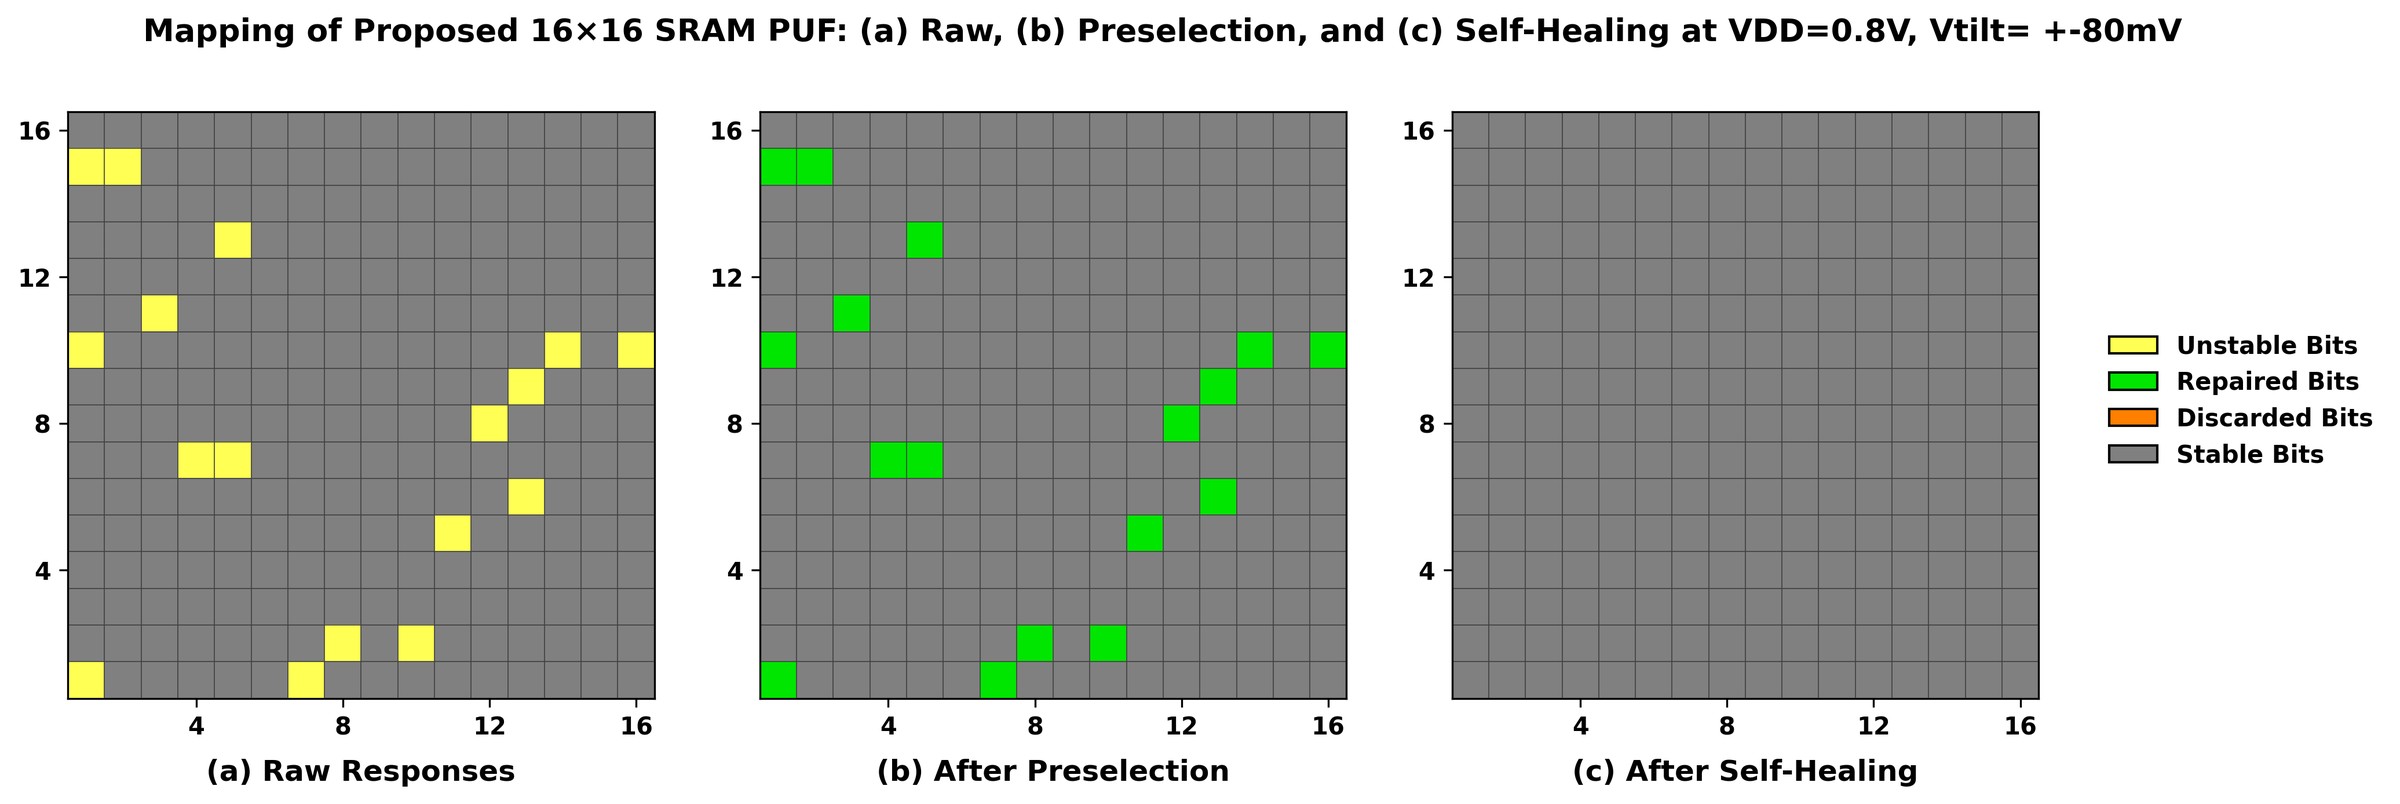 Mapping of Proposed 16×16 SRAM PUF: (a) Raw, (b) Preselection, and (c) Self-Healing at VDD=0.8V, Vtilt= +-80mV
16
12
8
4
4 8 12 16
(a) Raw Responses
16
12
8
4
4 8 12 16
(b) After Preselection
16
12
8
4
4 8 12 16
(c) After Self-Healing
Unstable Bits
Repaired Bits
Discarded Bits
Stable Bits